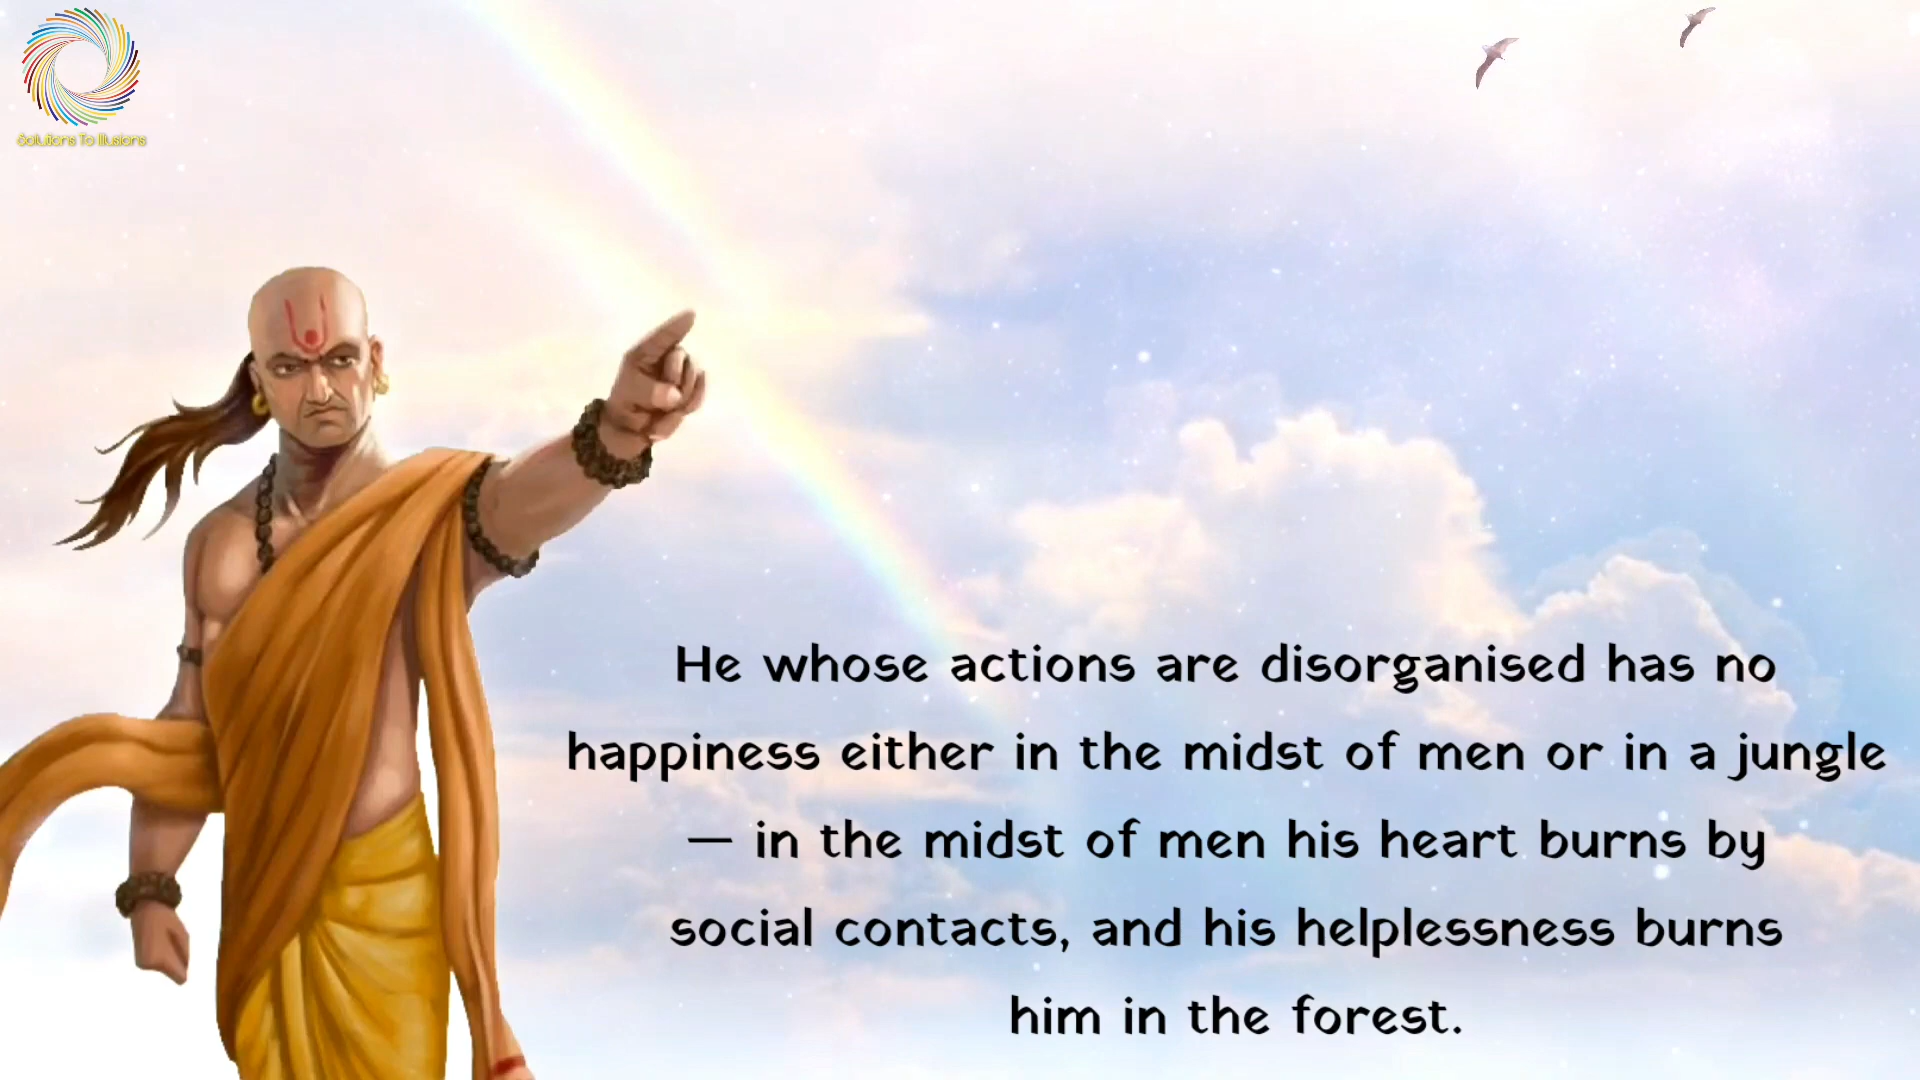 Solutions To Illusions
He whose actions are disorganised has no
happiness either in the midst of men or in a jungle
— in the midst of men his heart burns by
social contacts, and his helplessness burns
him in the forest.